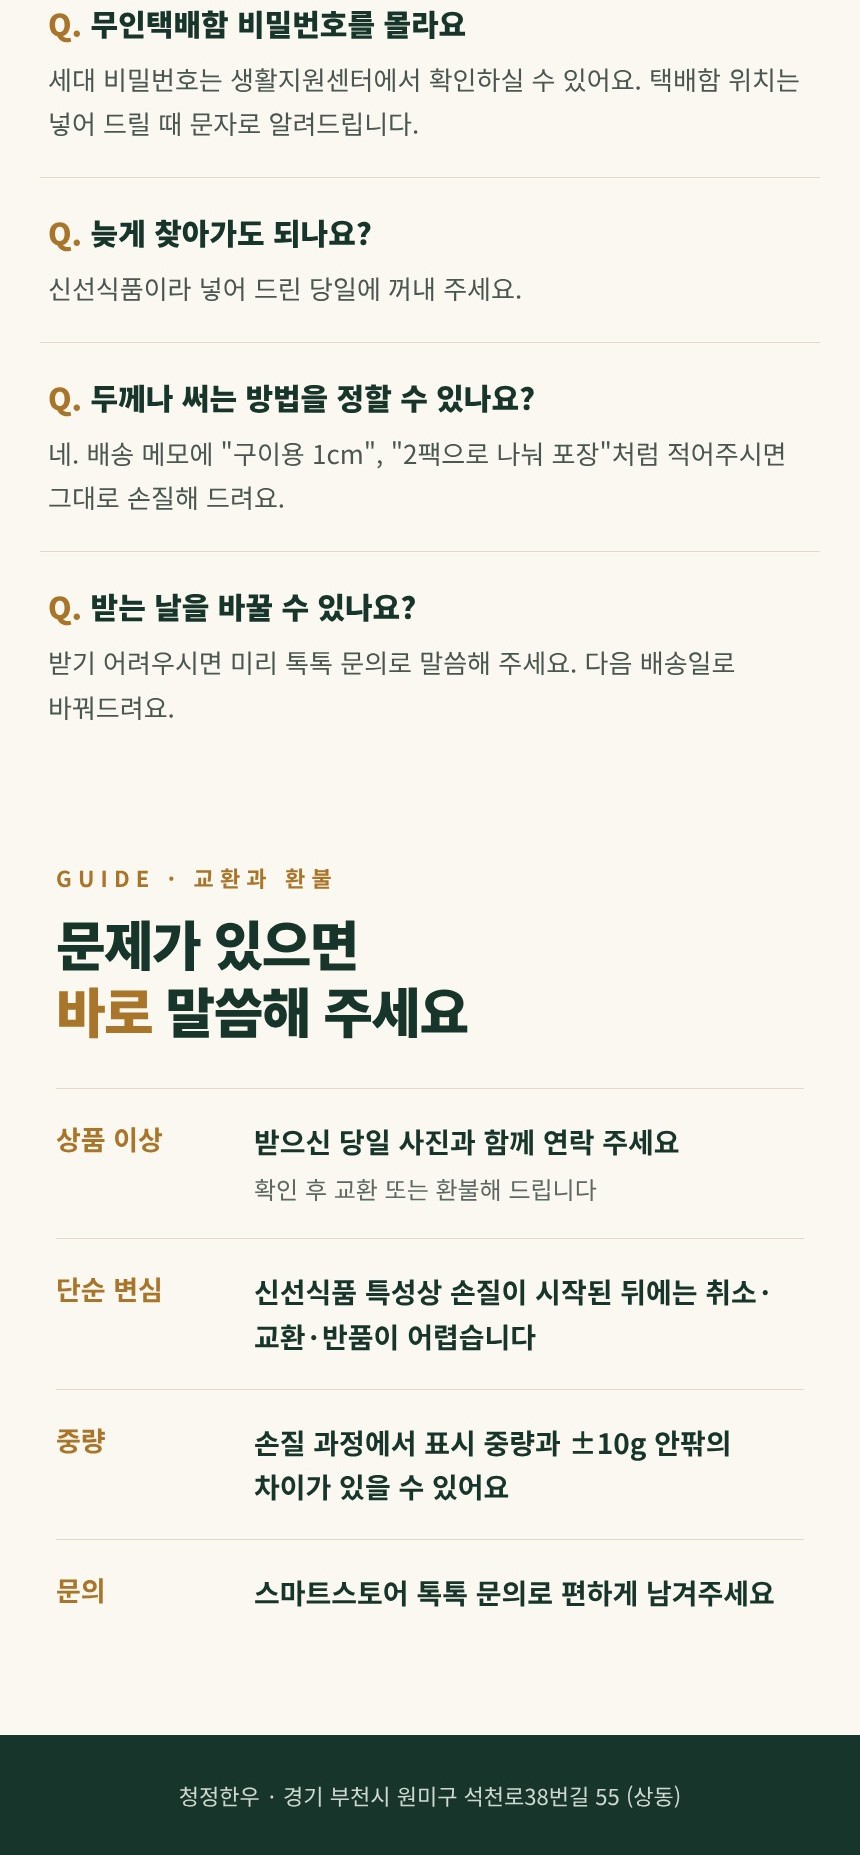 Q. 무인택배함 비밀번호를 몰라요
세대 비밀번호는 생활지원센터에서 확인하실 수 있어요. 택배함 위치는
넣어 드릴 때 문자로 알려드립니다.
Q. 늦게 찾아가도 되나요?
신선식품이라 넣어 드린 당일에 꺼내 주세요.
Q. 두께나 써는 방법을 정할 수 있나요?
네. 배송 메모에 "구이용 1cm", "2팩으로 나눠 포장"처럼 적어주시면
그대로 손질해 드려요.
Q. 받는 날을 바꿀 수 있나요?
받기 어려우시면 미리 톡톡 문의로 말씀해 주세요. 다음 배송일로
바꿔드려요.
GUIDE · 교환과 환불
문제가 있으면
바로 말씀해 주세요
상품 이상
받으신 당일 사진과 함께 연락 주세요
확인 후 교환 또는 환불해 드립니다
단순 변심
신선식품 특성상 손질이 시작된 뒤에는 취소·
교환·반품이 어렵습니다
중량
손질 과정에서 표시 중량과 ±10g 안팎의
차이가 있을 수 있어요
문의
스마트스토어 톡톡 문의로 편하게 남겨주세요
청정한우 · 경기 부천시 원미구 석천로38번길 55 (상동)